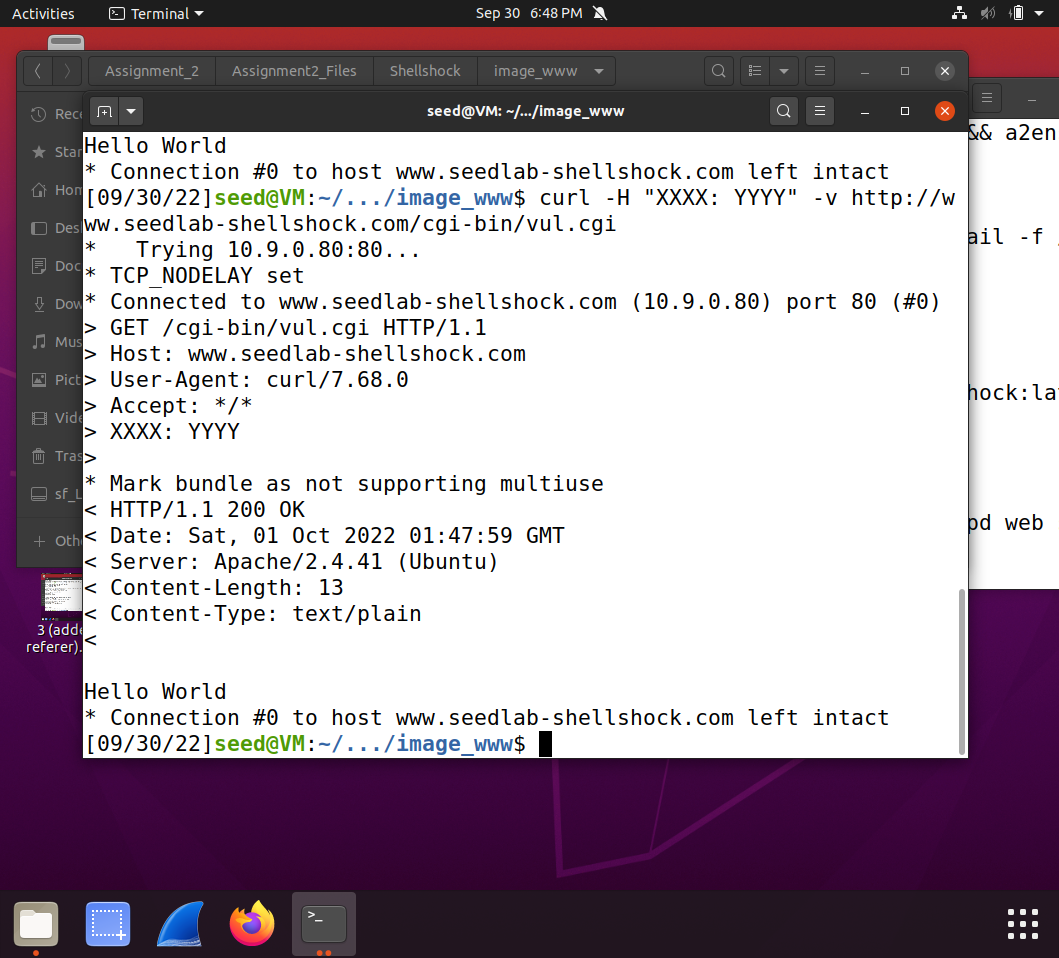 Activities
Terminal
Sep 30 6:48 PM
Assignment_2
Assignment2_Files
Shellshock
image_www
seed@VM: ~/.../image_www
Hello World
* Connection #0 to host www.seedlab-shellshock.com left intact
[09/30/22]seed@VM:~/.../image_www$ curl -H "XXXX: YYYY" -v http://w
ww.seedlab-shellshock.com/cgi-bin/vul.cgi
*   Trying 10.9.0.80:80...
* TCP_NODELAY set
* Connected to www.seedlab-shellshock.com (10.9.0.80) port 80 (#0)
> GET /cgi-bin/vul.cgi HTTP/1.1
> Host: www.seedlab-shellshock.com
> User-Agent: curl/7.68.0
> Accept: */*
> XXXX: YYYY
>
* Mark bundle as not supporting multiuse
< HTTP/1.1 200 OK
< Date: Sat, 01 Oct 2022 01:47:59 GMT
< Server: Apache/2.4.41 (Ubuntu)
< Content-Length: 13
< Content-Type: text/plain
<
Hello World
* Connection #0 to host www.seedlab-shellshock.com left intact
[09/30/22]seed@VM:~/.../image_www$
Rece
Star
Hom
Desk
Doc
Dow
Mus
Pict
Vide
Tras
sf_L
+ Othe
3 (adde
referer).
&& a2en
ail -f
hock:la
pd web
>_